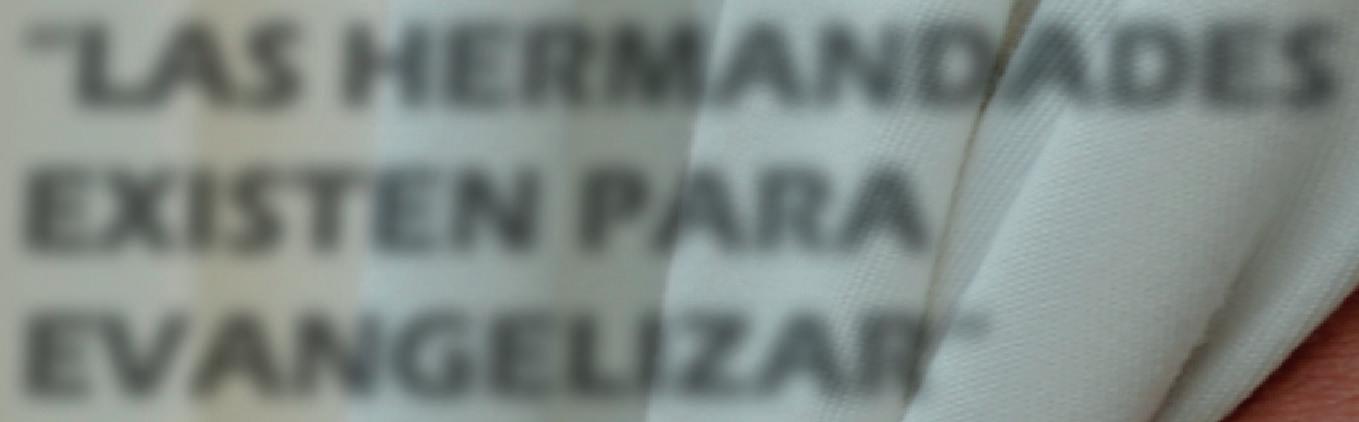 "LAS HERMANDADES
EXISTEN PARA
EVANGELIZAR"